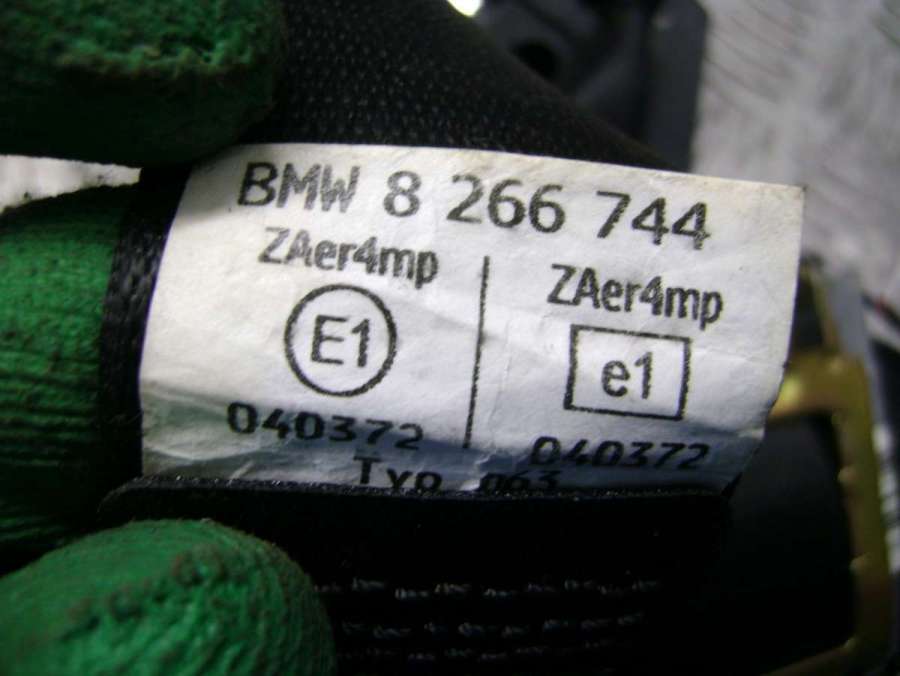 BMW 8 266 744
ZAer4mp ZAer4mp
E1 e1
040372 040372
Typ 063